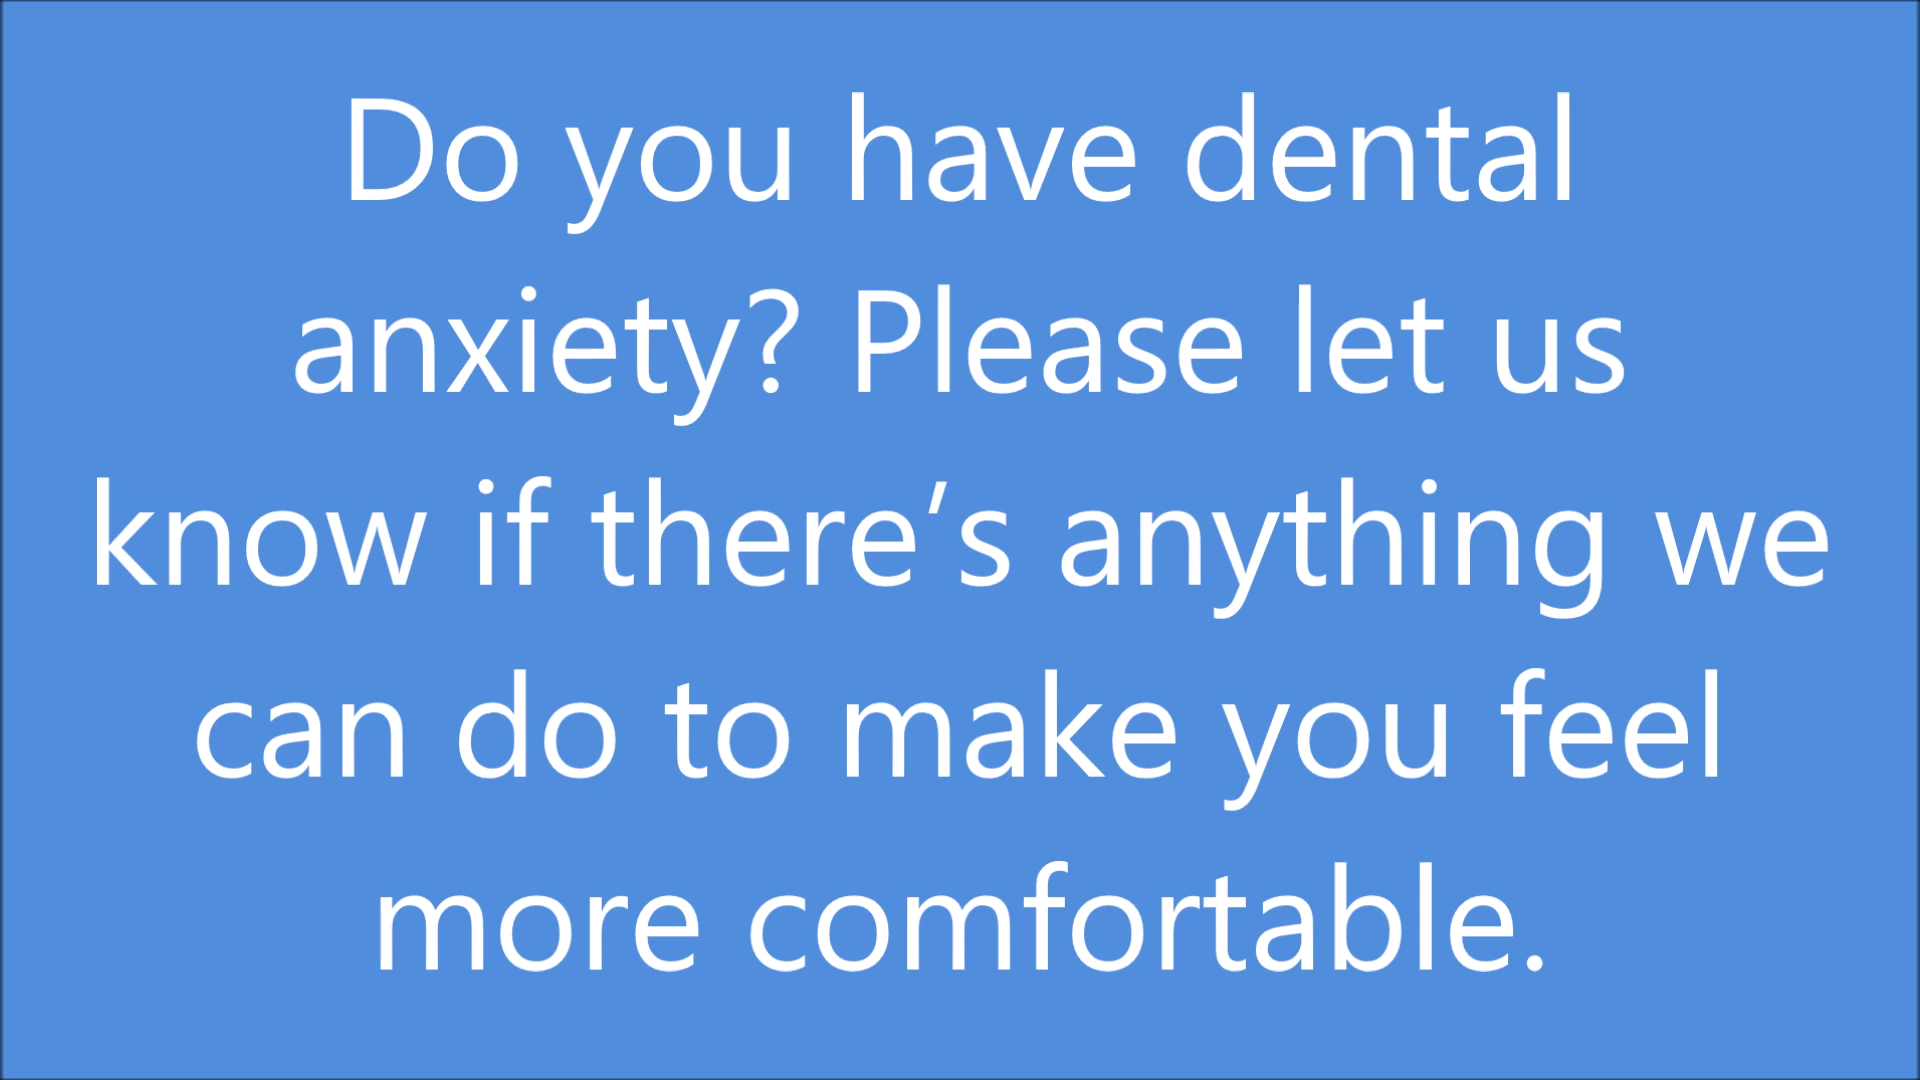 Do you have dental
anxiety? Please let us
know if there’s anything we
can do to make you feel
more comfortable.